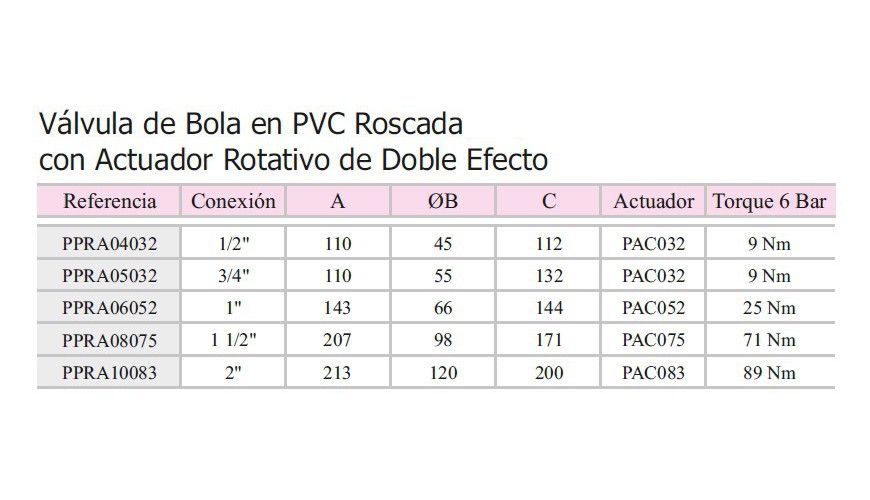 Válvula de Bola en PVC Roscada
con Actuador Rotativo de Doble Efecto
Referencia Conexión A ØB C Actuador Torque 6 Bar
PPRA04032 1/2" 110 45 112 PAC032 9 Nm
PPRA05032 3/4" 110 55 132 PAC032 9 Nm
PPRA06052 1" 143 66 144 PAC052 25 Nm
PPRA08075 1 1/2" 207 98 171 PAC075 71 Nm
PPRA10083 2" 213 120 200 PAC083 89 Nm